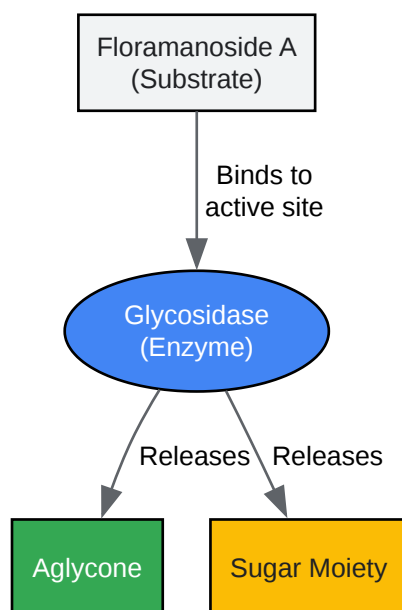 Floramanoside A
(Substrate)
Binds to
active site
Glycosidase
(Enzyme)
Releases
Releases
Aglycone
Sugar Moiety